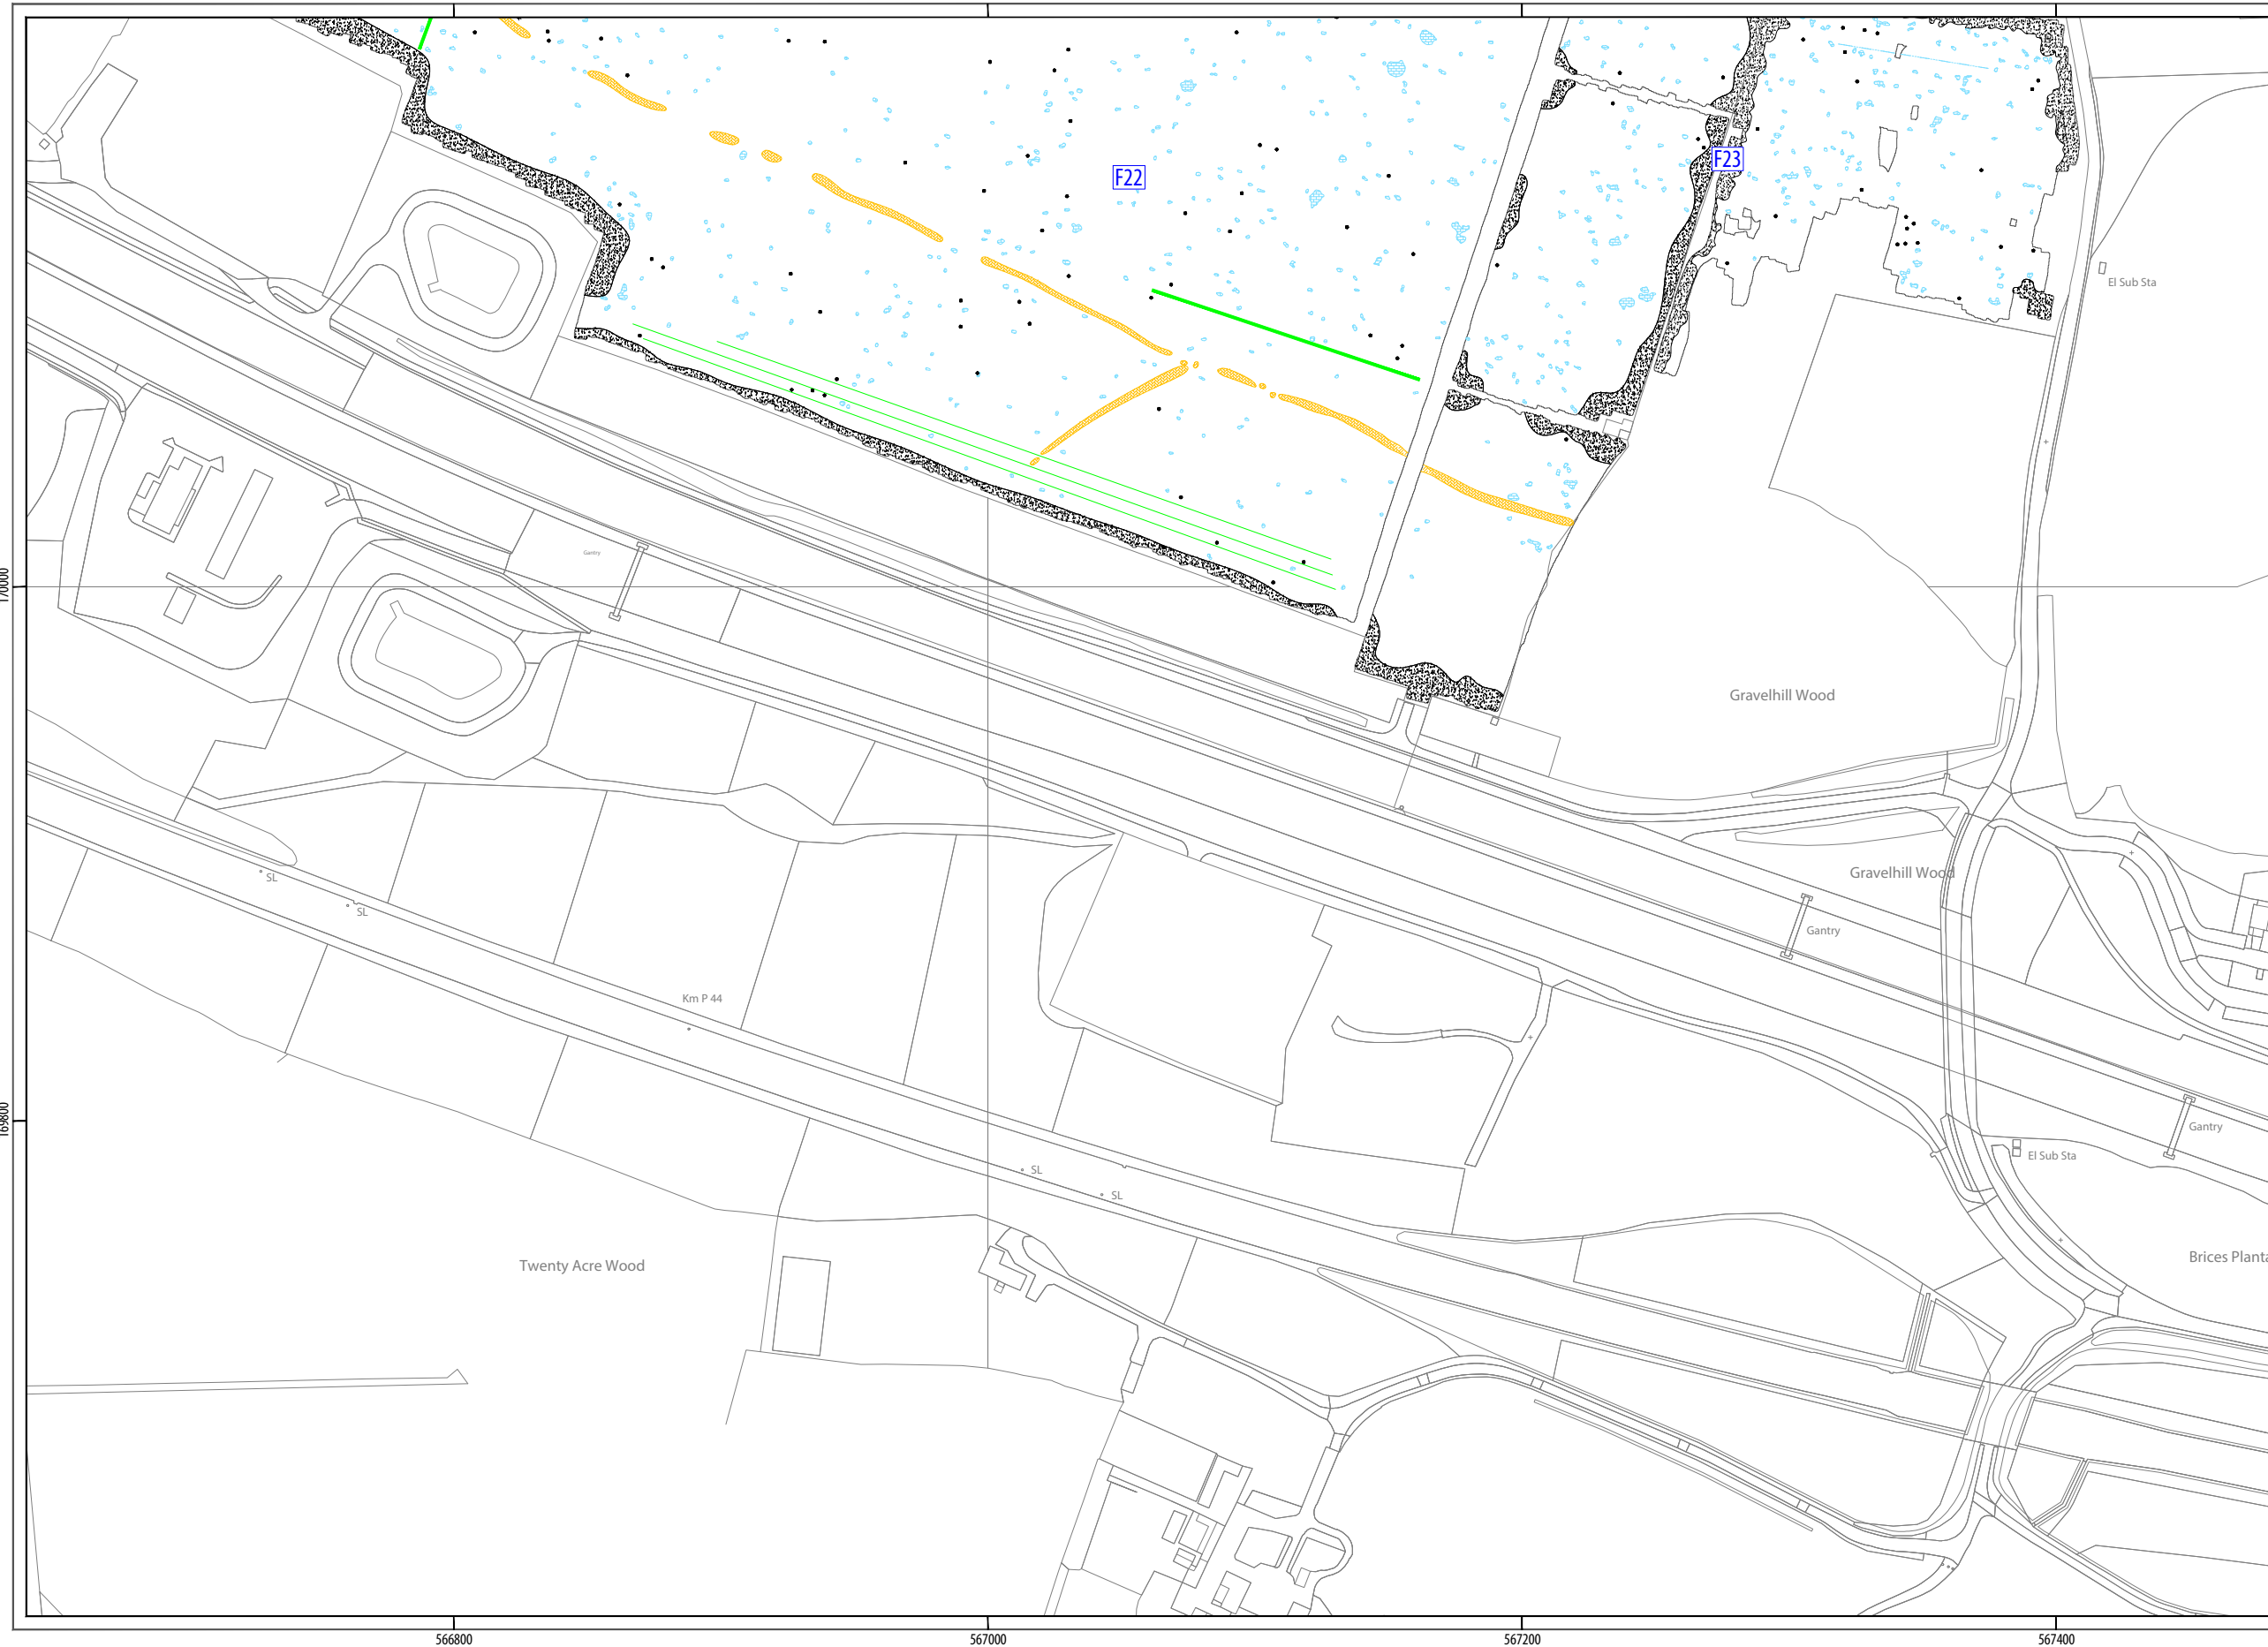 F22
F23
El Sub Sta
Gantry
170000
Gravelhill Wood
Gravelhill Wood
SL
SL
Gantry
Km P 44
169800
Gantry
El Sub Sta
SL
SL
Twenty Acre Wood
Brices Planta
566800
567000
567200
567400